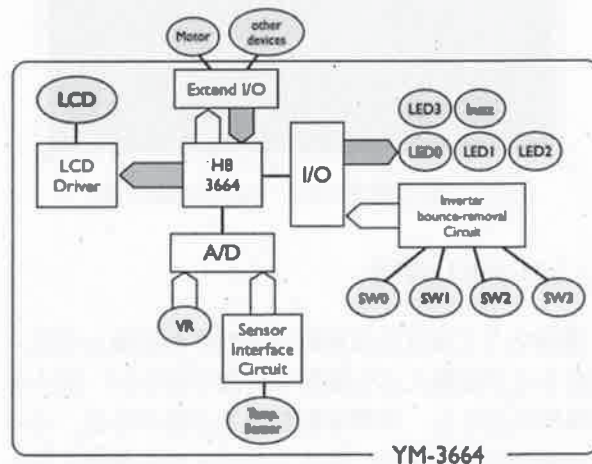 Motor
other
devices
LCD
Extend I/O
LED3
buzz
LCD
Driver
H8
3664
I/O
LED0
LED1
LED2
Inverter
bounce-removal
Circuit
A/D
SW0
SW1
SW2
SW3
VR
Sensor
Interface
Circuit
Temp.
Sensor
YM-3664